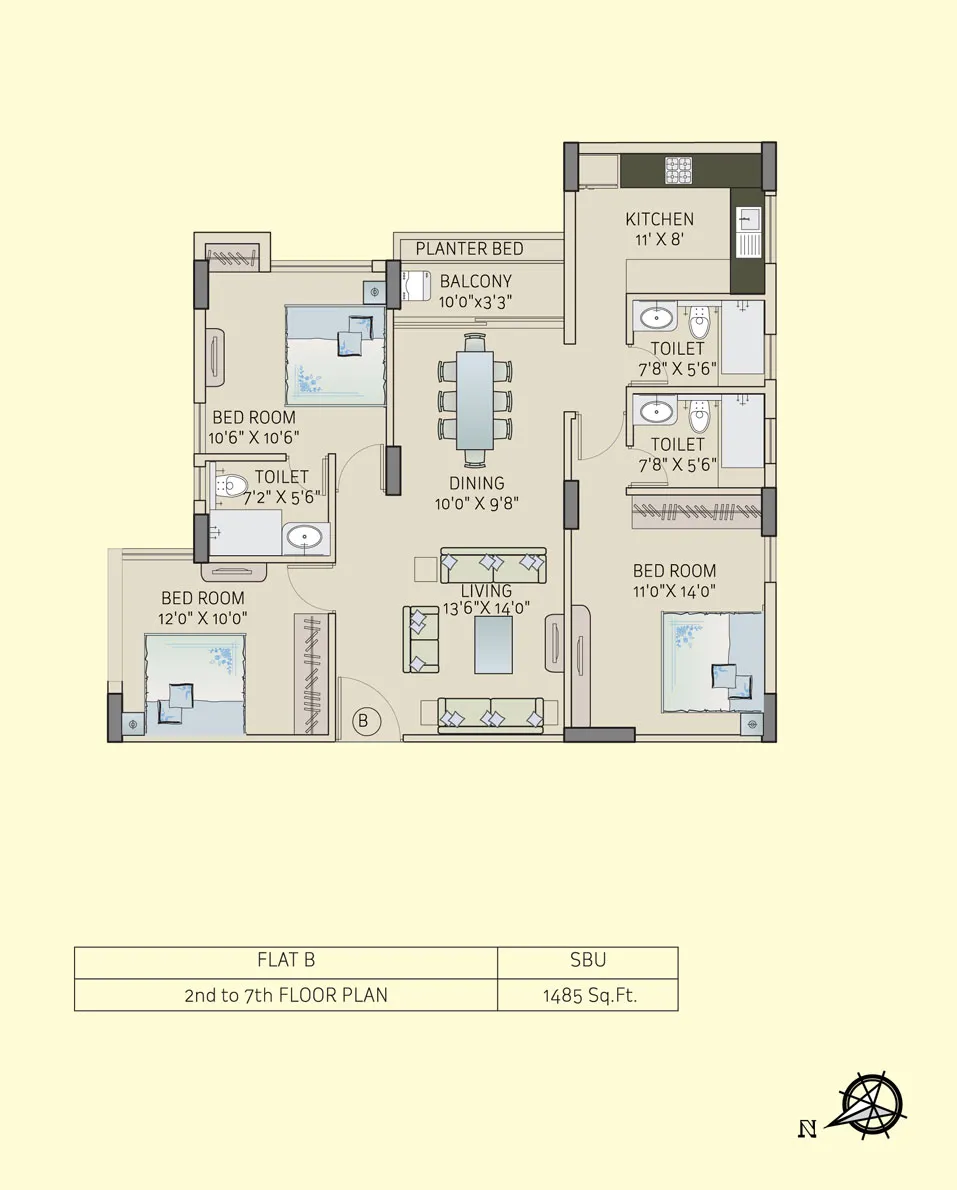 KITCHEN
11' X 8'
PLANTER BED
BALCONY
10'0"x3'3"
TOILET
7'8" X 5'6"
BED ROOM
10'6" X 10'6"
TOILET
7'8" X 5'6"
TOILET
7'2" X 5'6"
DINING
10'0" X 9'8"
BED ROOM
11'0"X 14'0"
LIVING
13'6"X 14'0"
BED ROOM
12'0" X 10'0"
B
FLAT B
SBU
2nd to 7th FLOOR PLAN
1485 Sq.Ft.
N